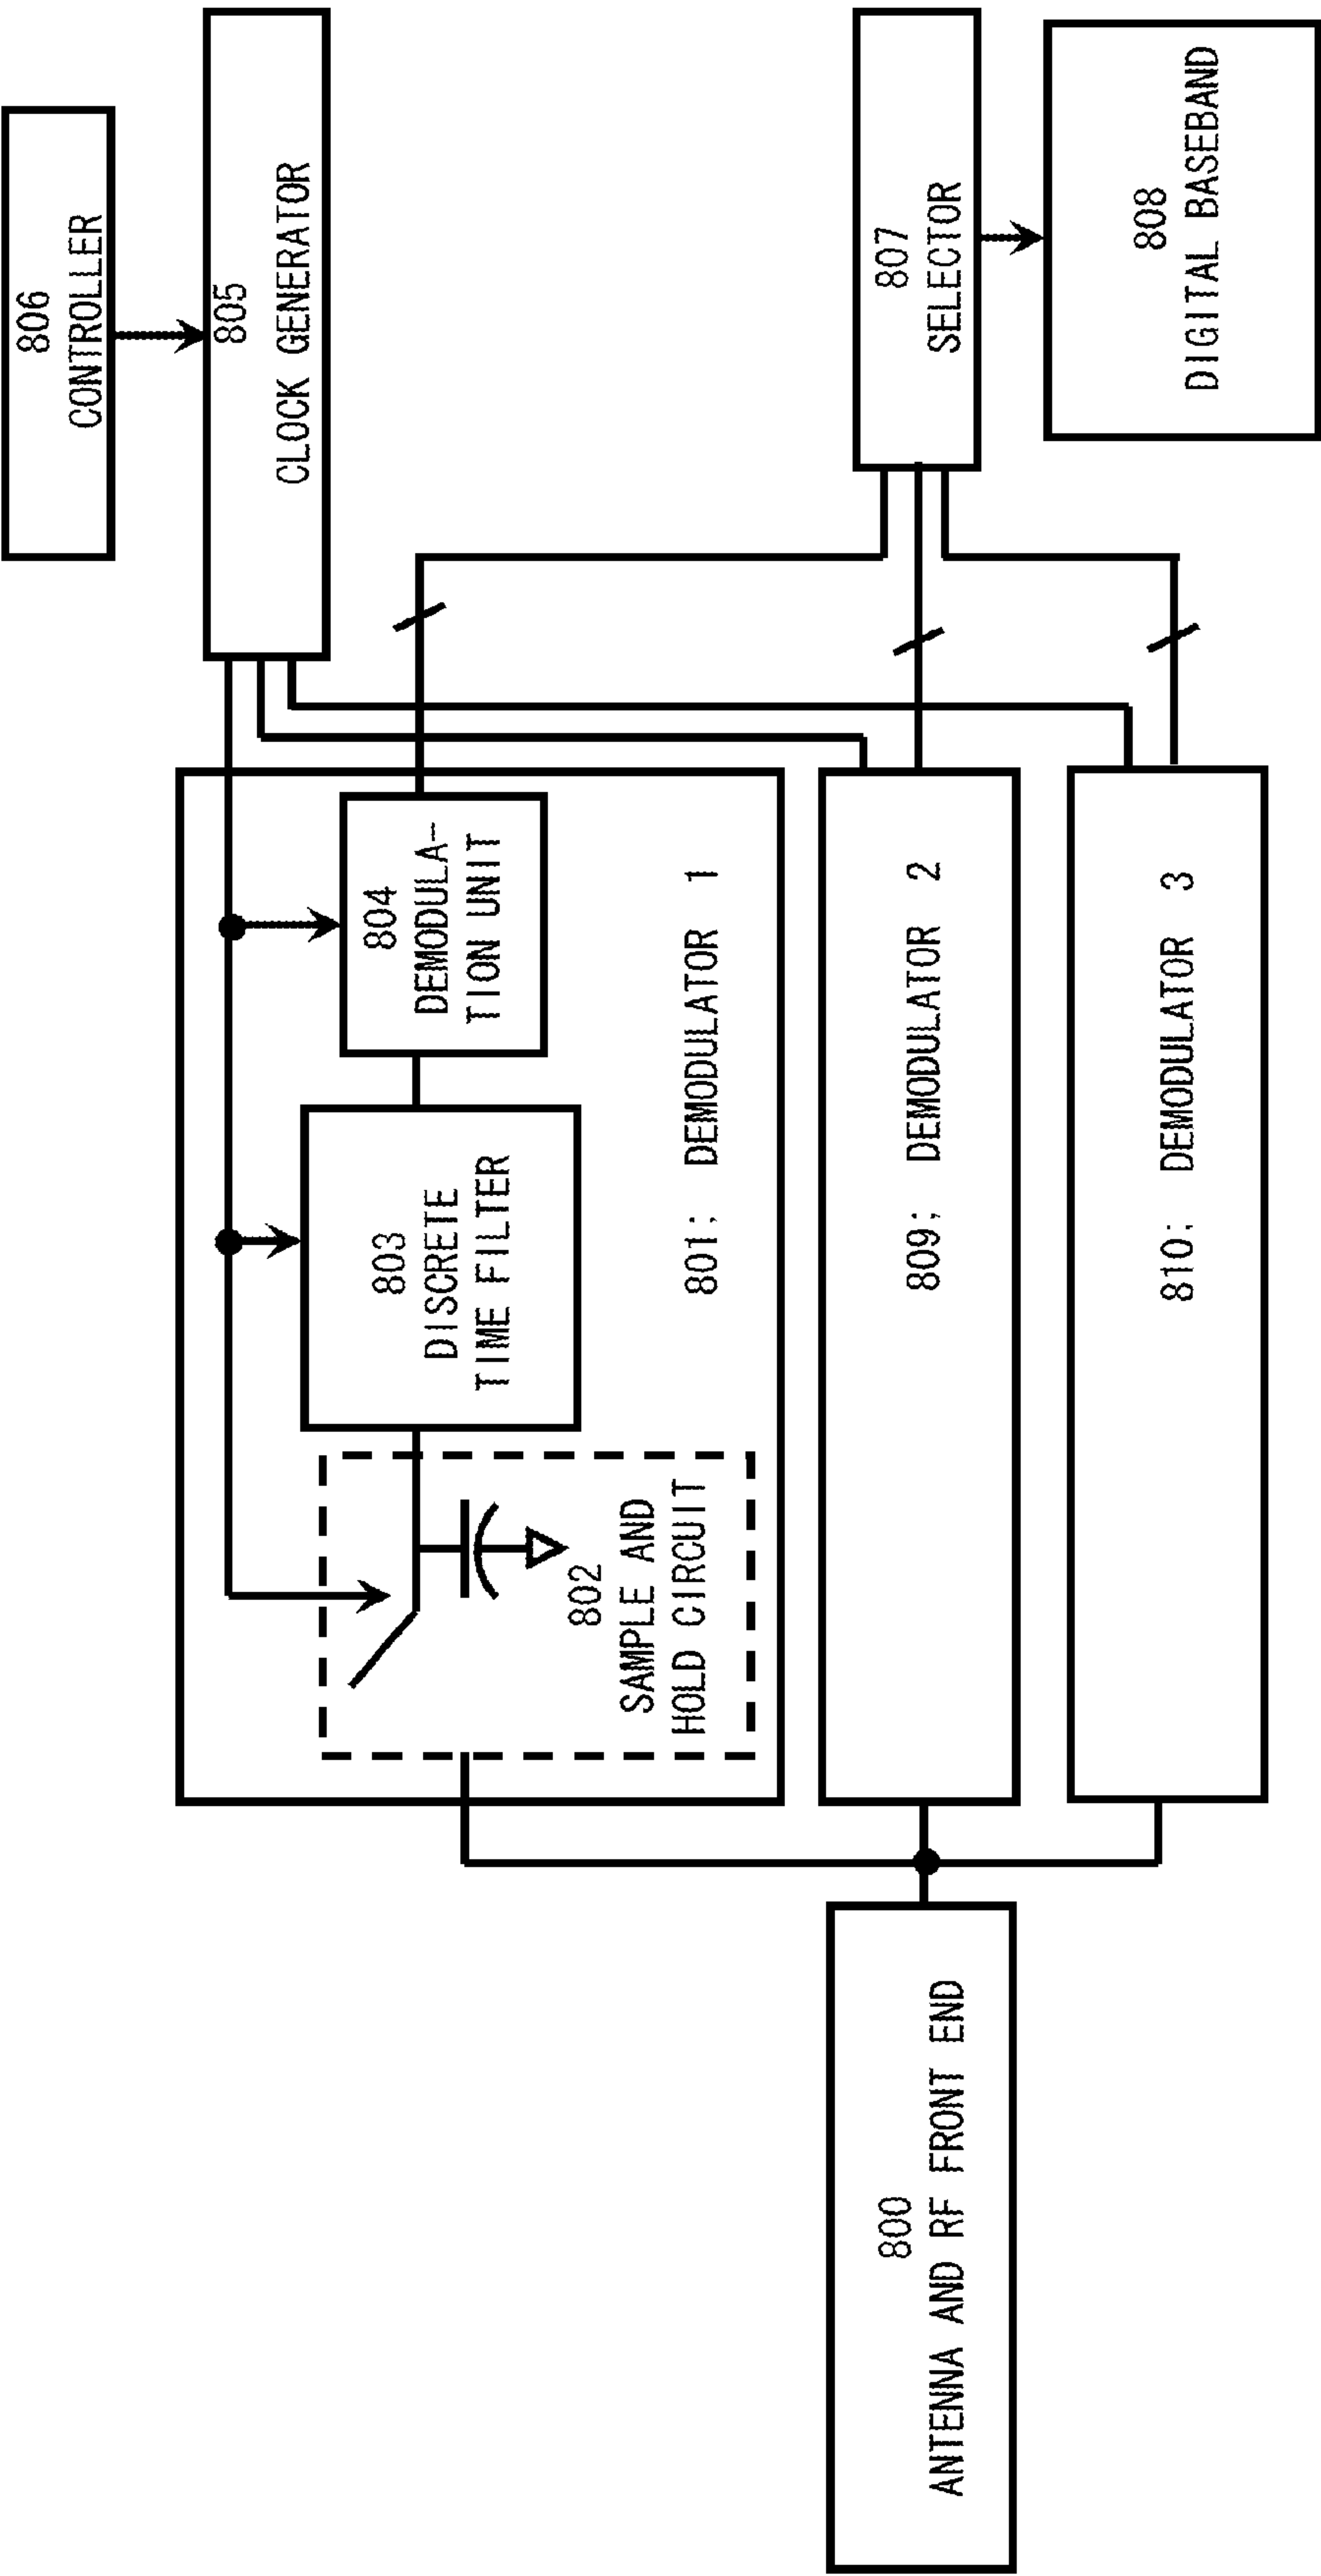 806
CONTROLLER
805
CLOCK GENERATOR
807
SELECTOR
808
DIGITAL BASEBAND
804
DEMODULA-
TION UNIT
803
DISCRETE
TIME FILTER
802
SAMPLE AND
HOLD CIRCUIT
801; DEMODULATOR 1
809; DEMODULATOR 2
810; DEMODULATOR 3
800
ANTENNA AND RF FRONT END